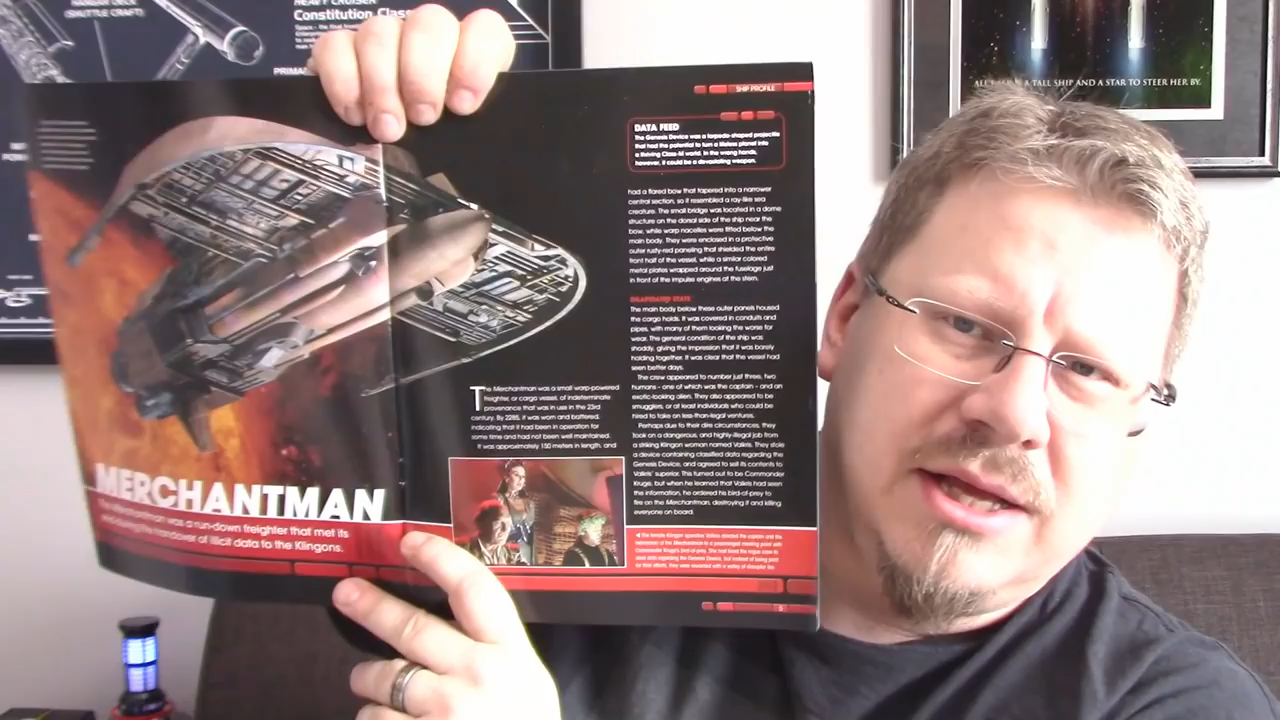 HANGAR DECK
(SHUTTLE CRAFT)
HEAVY CRUISER
Constitution Class
PRIMA
ALL I ASK IS A TALL SHIP AND A STAR TO STEER HER BY.
SHIP PROFILE
DATA FEED
The Genesis Device was a torpedo-shaped projectile
that had the potential to turn a lifeless planet into
a thriving Class-M world. In the wrong hands,
however, it could be a devastating weapon.
MERCHANTMAN
The Merchantman was a run-down freighter that met its
end during the handover of illicit data to the Klingons.
The Merchantman was a small warp-powered
freighter, or cargo vessel, of indeterminate
provenance that was in use in the 23rd
century. By 2285, it was worn and battered,
indicating that it had been in operation for
some time and had not been well maintained.
It was approximately 150 meters in length, and
had a flared bow that tapered into a narrower
central section, so it resembled a ray-like sea
creature. The small bridge was located in a dome
structure on the dorsal side of the ship near the
bow, while warp nacelles were fitted below the
main body. They were enclosed in a protective
outer rusty-red paneling that shielded the entire
front half of the vessel, while a similar colored
metal plates wrapped around the fuselage just
in front of the impulse engines at the stern.
DILAPIDATED STATE
The main body below these outer panels housed
the cargo holds. It was covered in conduits and
pipes, with many of them looking the worse for
wear. The general condition of the ship was
shoddy, giving the impression that it was barely
holding together. It was clear that the vessel had
seen better days.
The crew appeared to number just three, two
humans - one of which was the captain - and an
exotic-looking alien. They also appeared to be
smugglers, or at least individuals who could be
hired to take on less-than-legal ventures.
Perhaps due to their dire circumstances, they
took on a dangerous, and highly-illegal job from
a striking Klingon woman named Valkris. They stole
a device containing classified data regarding the
Genesis Device, and agreed to sell its contents to
Valkris' superior. This turned out to be Commander
Kruge, but when he learned that Valkris had seen
the information, he ordered his bird-of-prey to
fire on the Merchantman, destroying it and killing
everyone on board.
5